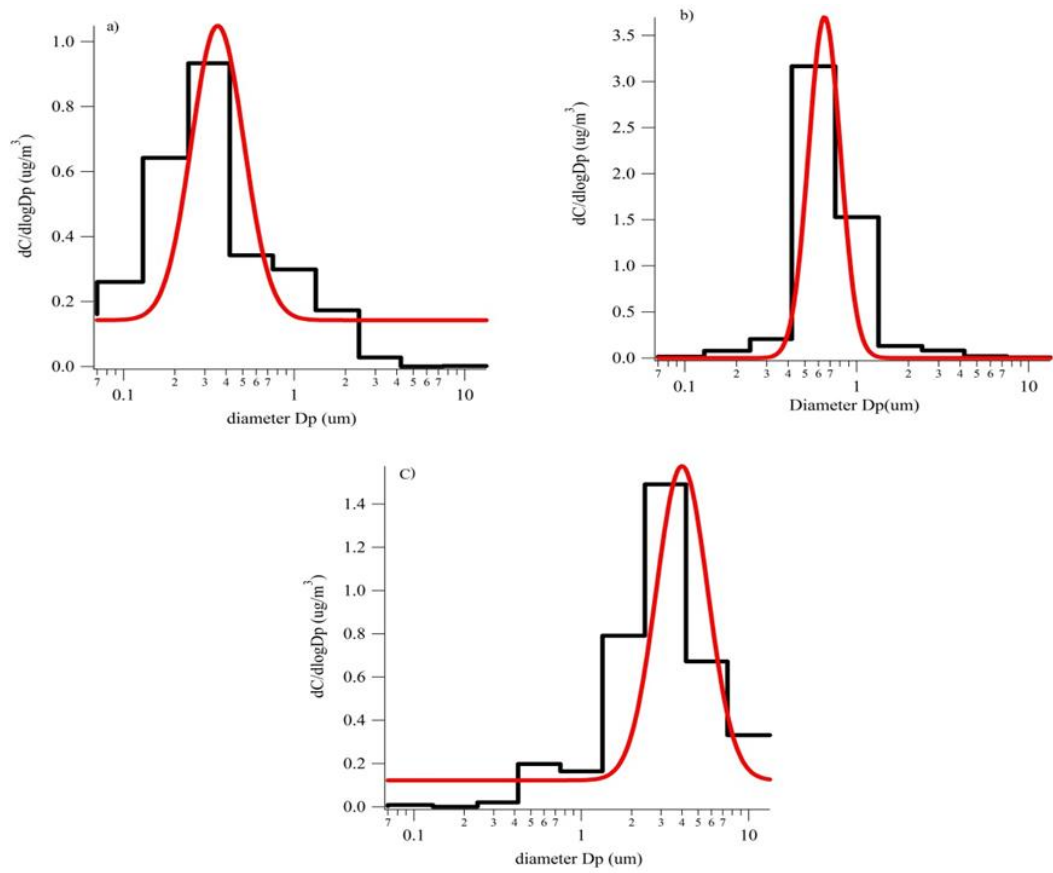 a)
dC/dlogDp (ug/m³)
1.0
0.8
0.6
0.4
0.2
0.0
7 2 3 4 5 6 7 2 3 4 5 6 7
0.1 1 10
diameter Dp (um)
b)
dC/dlogDp (ug/m³)
3.5
3.0
2.5
2.0
1.5
1.0
0.5
0.0
7 2 3 4 5 6 7 2 3 4 5 6 7
0.1 1 10
Diameter Dp(um)
C)
dC/dlogDp (ug/m³)
1.4
1.2
1.0
0.8
0.6
0.4
0.2
0.0
7 2 3 4 5 6 7 2 3 4 5 6 7
0.1 1 10
diameter Dp (um)